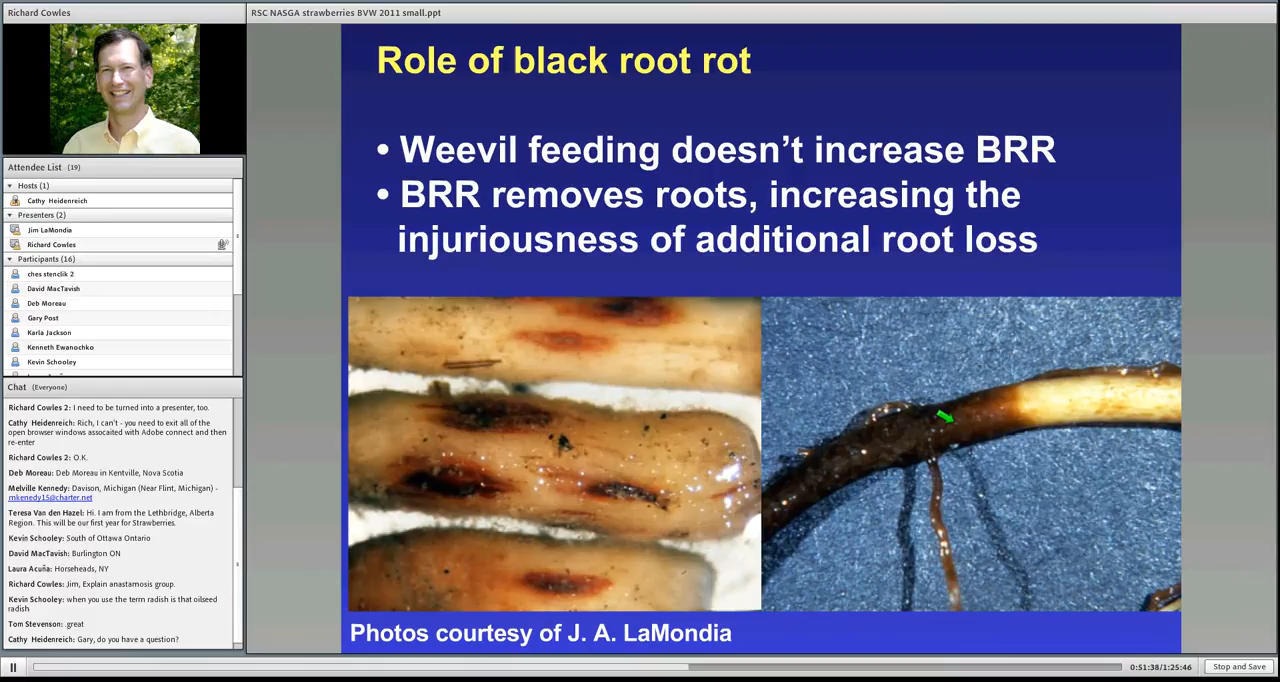 Richard Cowles
RSC NASGA strawberries BVW 2011 small.ppt
Attendee List (19)
Hosts (1)
Cathy Heidenreich
Presenters (2)
Jim LaMondia
Richard Cowles
Participants (16)
ches stenclik 2
David MacTavish
Deb Moreau
Gary Post
Karla Jackson
Kenneth Ewanochko
Kevin Schooley
Chat (Everyone)
Richard Cowles 2: I need to be turned into a presenter, too.
Cathy Heidenreich: Rich, I can't - you need to exit all of the
open browser windows assocaited with Adobe connect and then
re-enter
Richard Cowles 2: O.K.
Deb Moreau: Deb Moreau in Kentville, Nova Scotia
Melville Kennedy: Davison, Michigan (Near Flint, Michigan) -
mkenedy15@charter.net
Teresa Van den Hazel: Hi. I am from the Lethbridge, Alberta
Region. This will be our first year for Strawberries.
Kevin Schooley: South of Ottawa Ontario
David MacTavish: Burlington ON
Laura Acuña: Horseheads, NY
Richard Cowles: Jim, Explain anastamosis group.
Kevin Schooley: when you use the term radish is that oilseed
radish
Tom Stevenson: .great
Cathy Heidenreich: Gary, do you have a question?
Role of black root rot
• Weevil feeding doesn't increase BRR
• BRR removes roots, increasing the
injuriousness of additional root loss
Photos courtesy of J. A. LaMondia
0:51:38/1:25:46
Stop and Save